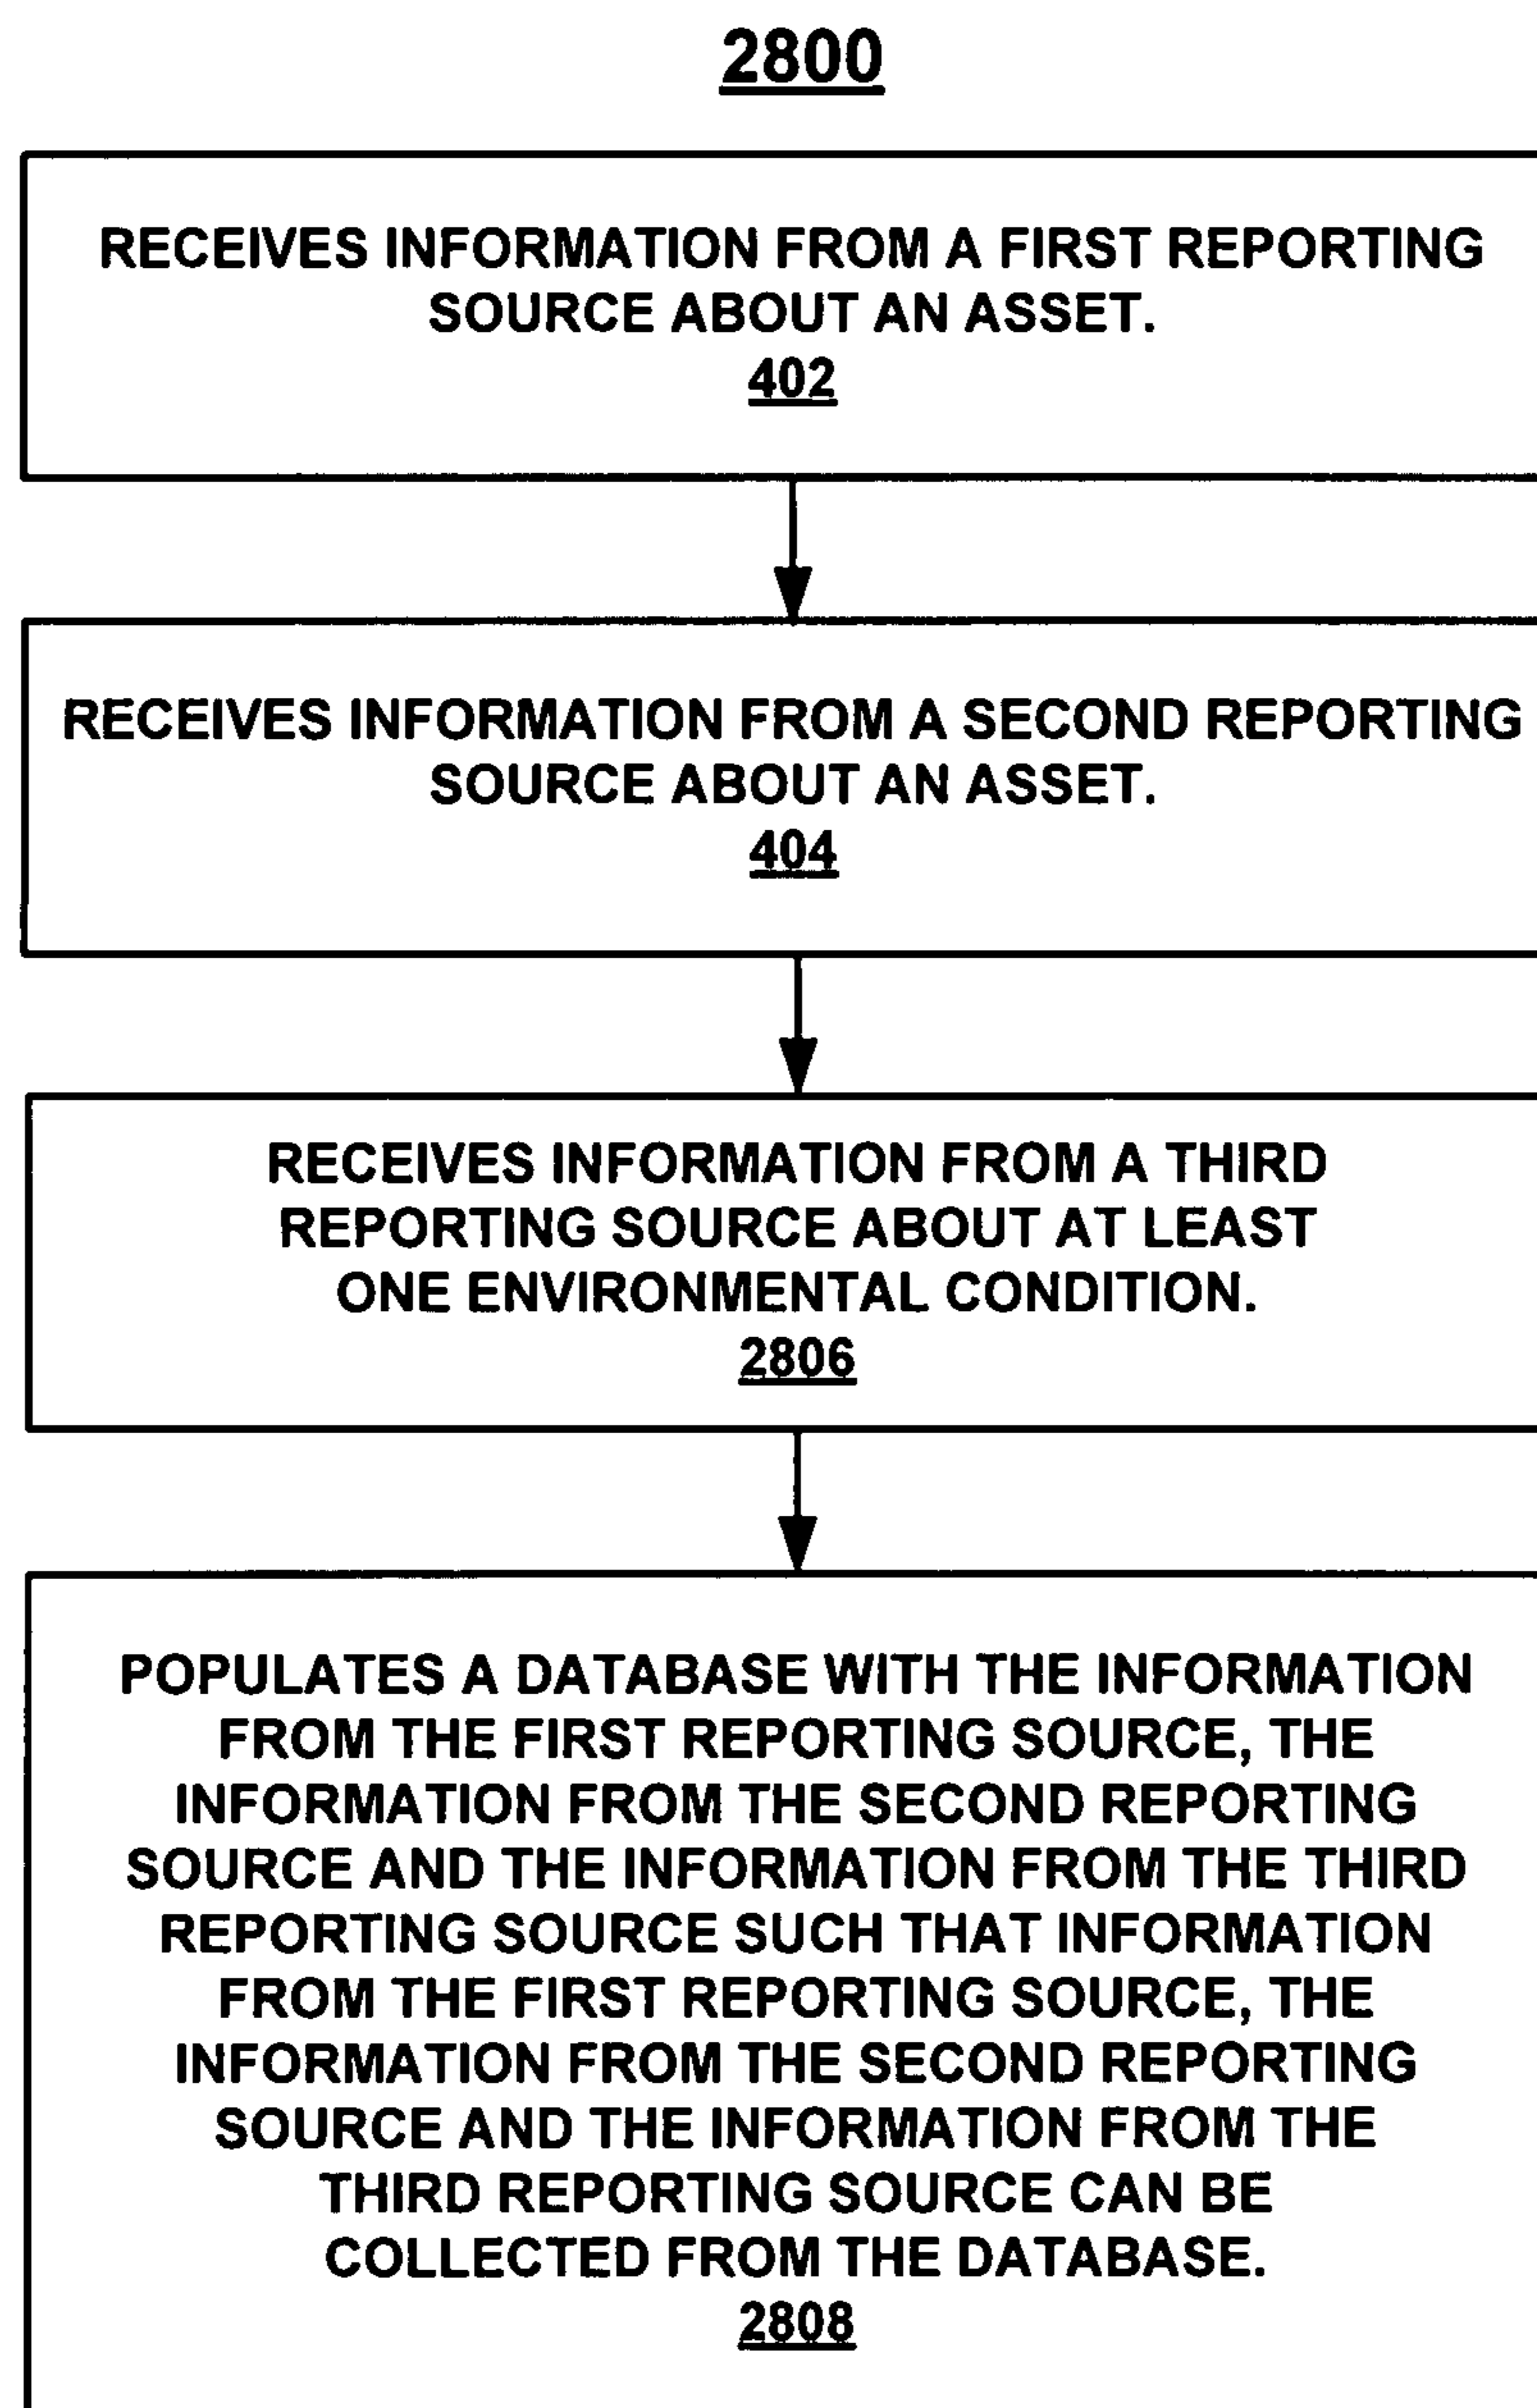 2800
RECEIVES INFORMATION FROM A FIRST REPORTING
SOURCE ABOUT AN ASSET.
402
RECEIVES INFORMATION FROM A SECOND REPORTING
SOURCE ABOUT AN ASSET.
404
RECEIVES INFORMATION FROM A THIRD
REPORTING SOURCE ABOUT AT LEAST
ONE ENVIRONMENTAL CONDITION.
2806
POPULATES A DATABASE WITH THE INFORMATION
FROM THE FIRST REPORTING SOURCE, THE
INFORMATION FROM THE SECOND REPORTING
SOURCE AND THE INFORMATION FROM THE THIRD
REPORTING SOURCE SUCH THAT INFORMATION
FROM THE FIRST REPORTING SOURCE, THE
INFORMATION FROM THE SECOND REPORTING
SOURCE AND THE INFORMATION FROM THE
THIRD REPORTING SOURCE CAN BE
COLLECTED FROM THE DATABASE.
2808